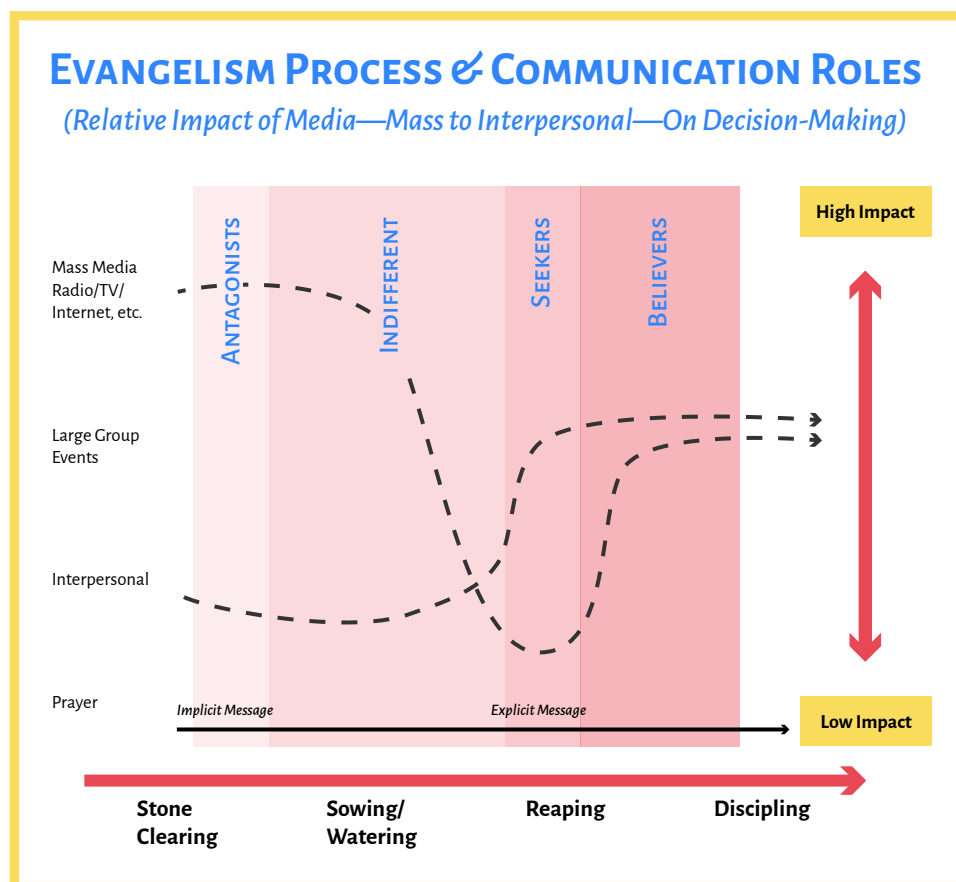 Evangelism Process & Communication Roles
(Relative Impact of Media—Mass to Interpersonal—On Decision-Making)
Antagonists
Indifferent
Seekers
Believers
High Impact
Mass Media
Radio/TV/
Internet, etc.
Large Group
Events
Interpersonal
Prayer
Implicit Message
Explicit Message
Low Impact
Stone
Clearing
Sowing/
Watering
Reaping
Discipling